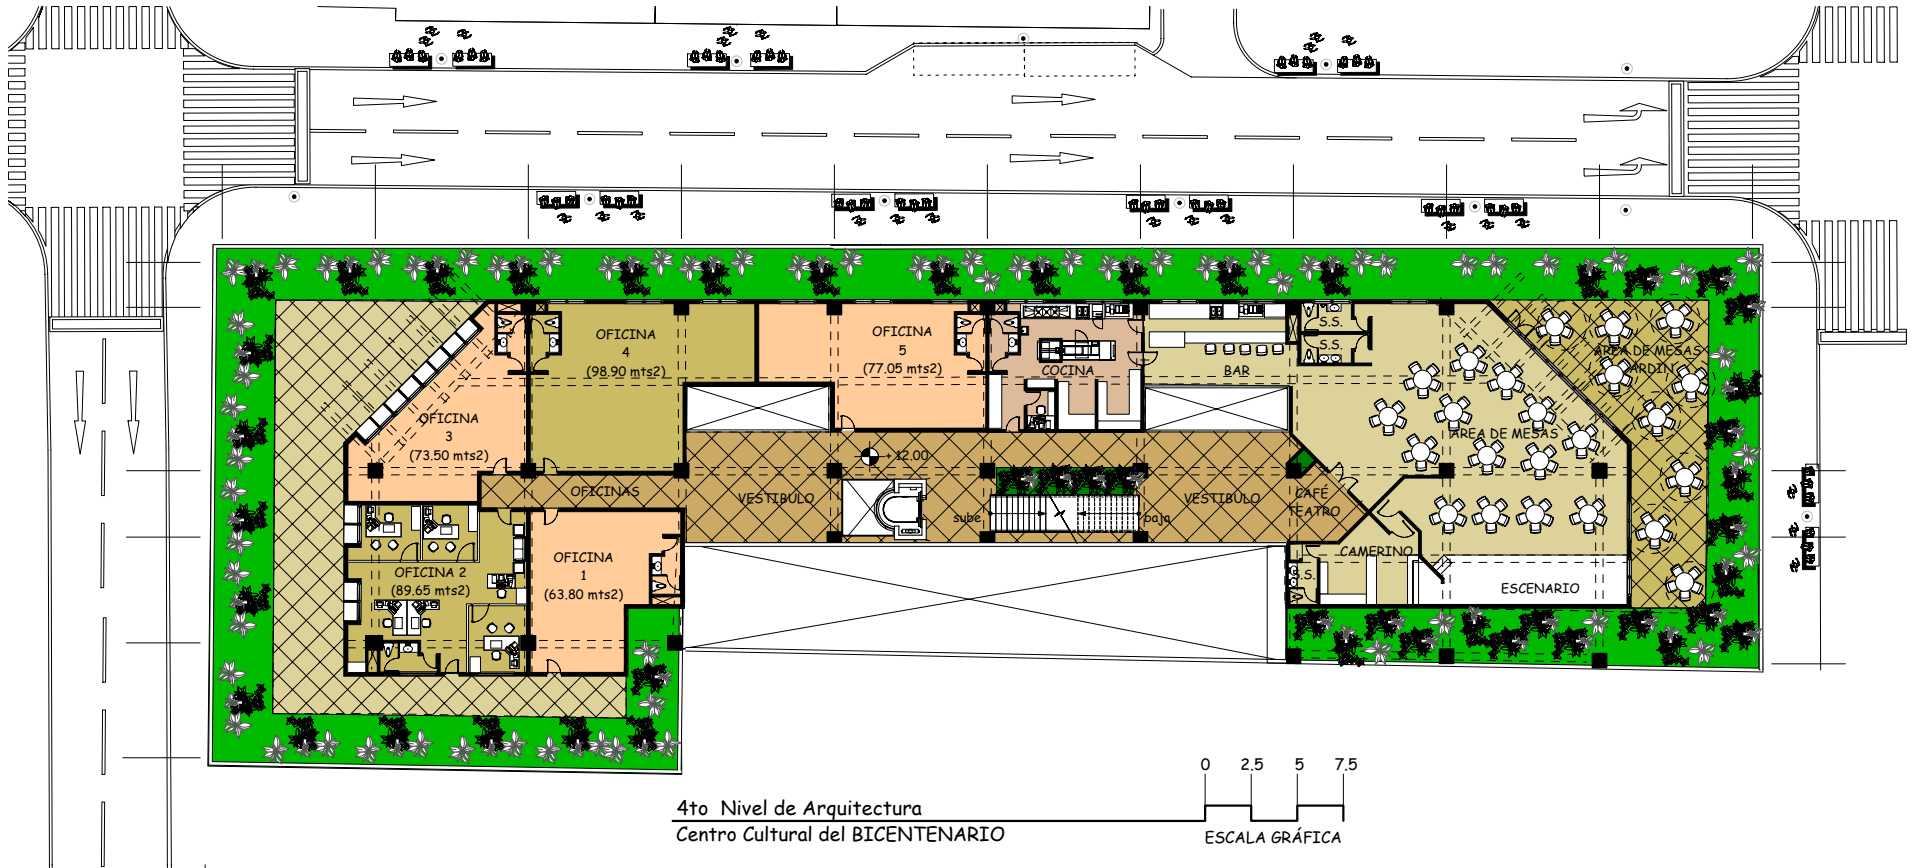 S.S.
S.S.
OFICINA
4
(98.90 mts2)
OFICINA
5
(77.05 mts2)
COCINA
BAR
AREA DE MESAS
JARDIN
OFICINA
3
(73.50 mts2)
AREA DE MESAS
+ 12.00
OFICINAS
VESTIBULO
VESTIBULO
CAFÉ
TEATRO
sube
baja
OFICINA
1
(63.80 mts2)
OFICINA 2
(89.65 mts2)
CAMERINO
S.S.
ESCENARIO
0 2.5 5 7.5
4to Nivel de Arquitectura
Centro Cultural del BICENTENARIO
ESCALA GRÁFICA